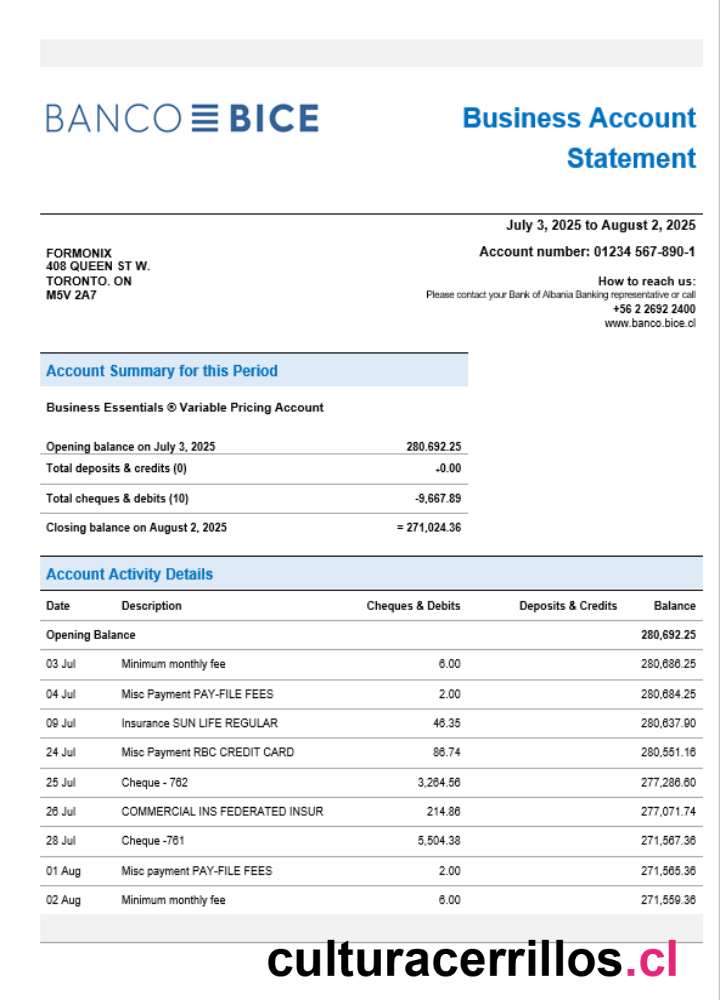 BANCO BICE
Business Account
Statement
July 3, 2025 to August 2, 2025
Account number: 01234 567-890-1
FORMONIX
408 QUEEN ST W.
TORONTO. ON
M5V 2A7
How to reach us:
Please contact your Bank of Albania Banking representative or call
+56 2 2692 2400
www.banco.bice.cl
Account Summary for this Period
Business Essentials ® Variable Pricing Account
Opening balance on July 3, 2025 280.692.25
Total deposits & credits (0) +0.00
Total cheques & debits (10) -9,667.89
Closing balance on August 2, 2025 = 271,024.36
Account Activity Details
Date Description Cheques & Debits Deposits & Credits Balance
Opening Balance 280,692.25
03 Jul Minimum monthly fee 6.00 280,686.25
04 Jul Misc Payment PAY-FILE FEES 2.00 280,684.25
09 Jul Insurance SUN LIFE REGULAR 46.35 280,637.90
24 Jul Misc Payment RBC CREDIT CARD 86.74 280,551.16
25 Jul Cheque - 762 3,264.56 277,286.60
26 Jul COMMERCIAL INS FEDERATED INSUR 214.86 277,071.74
28 Jul Cheque -761 5,504.38 271,567.36
01 Aug Misc payment PAY-FILE FEES 2.00 271,565.36
02 Aug Minimum monthly fee 6.00 271,559.36
culturacerrillos.cl